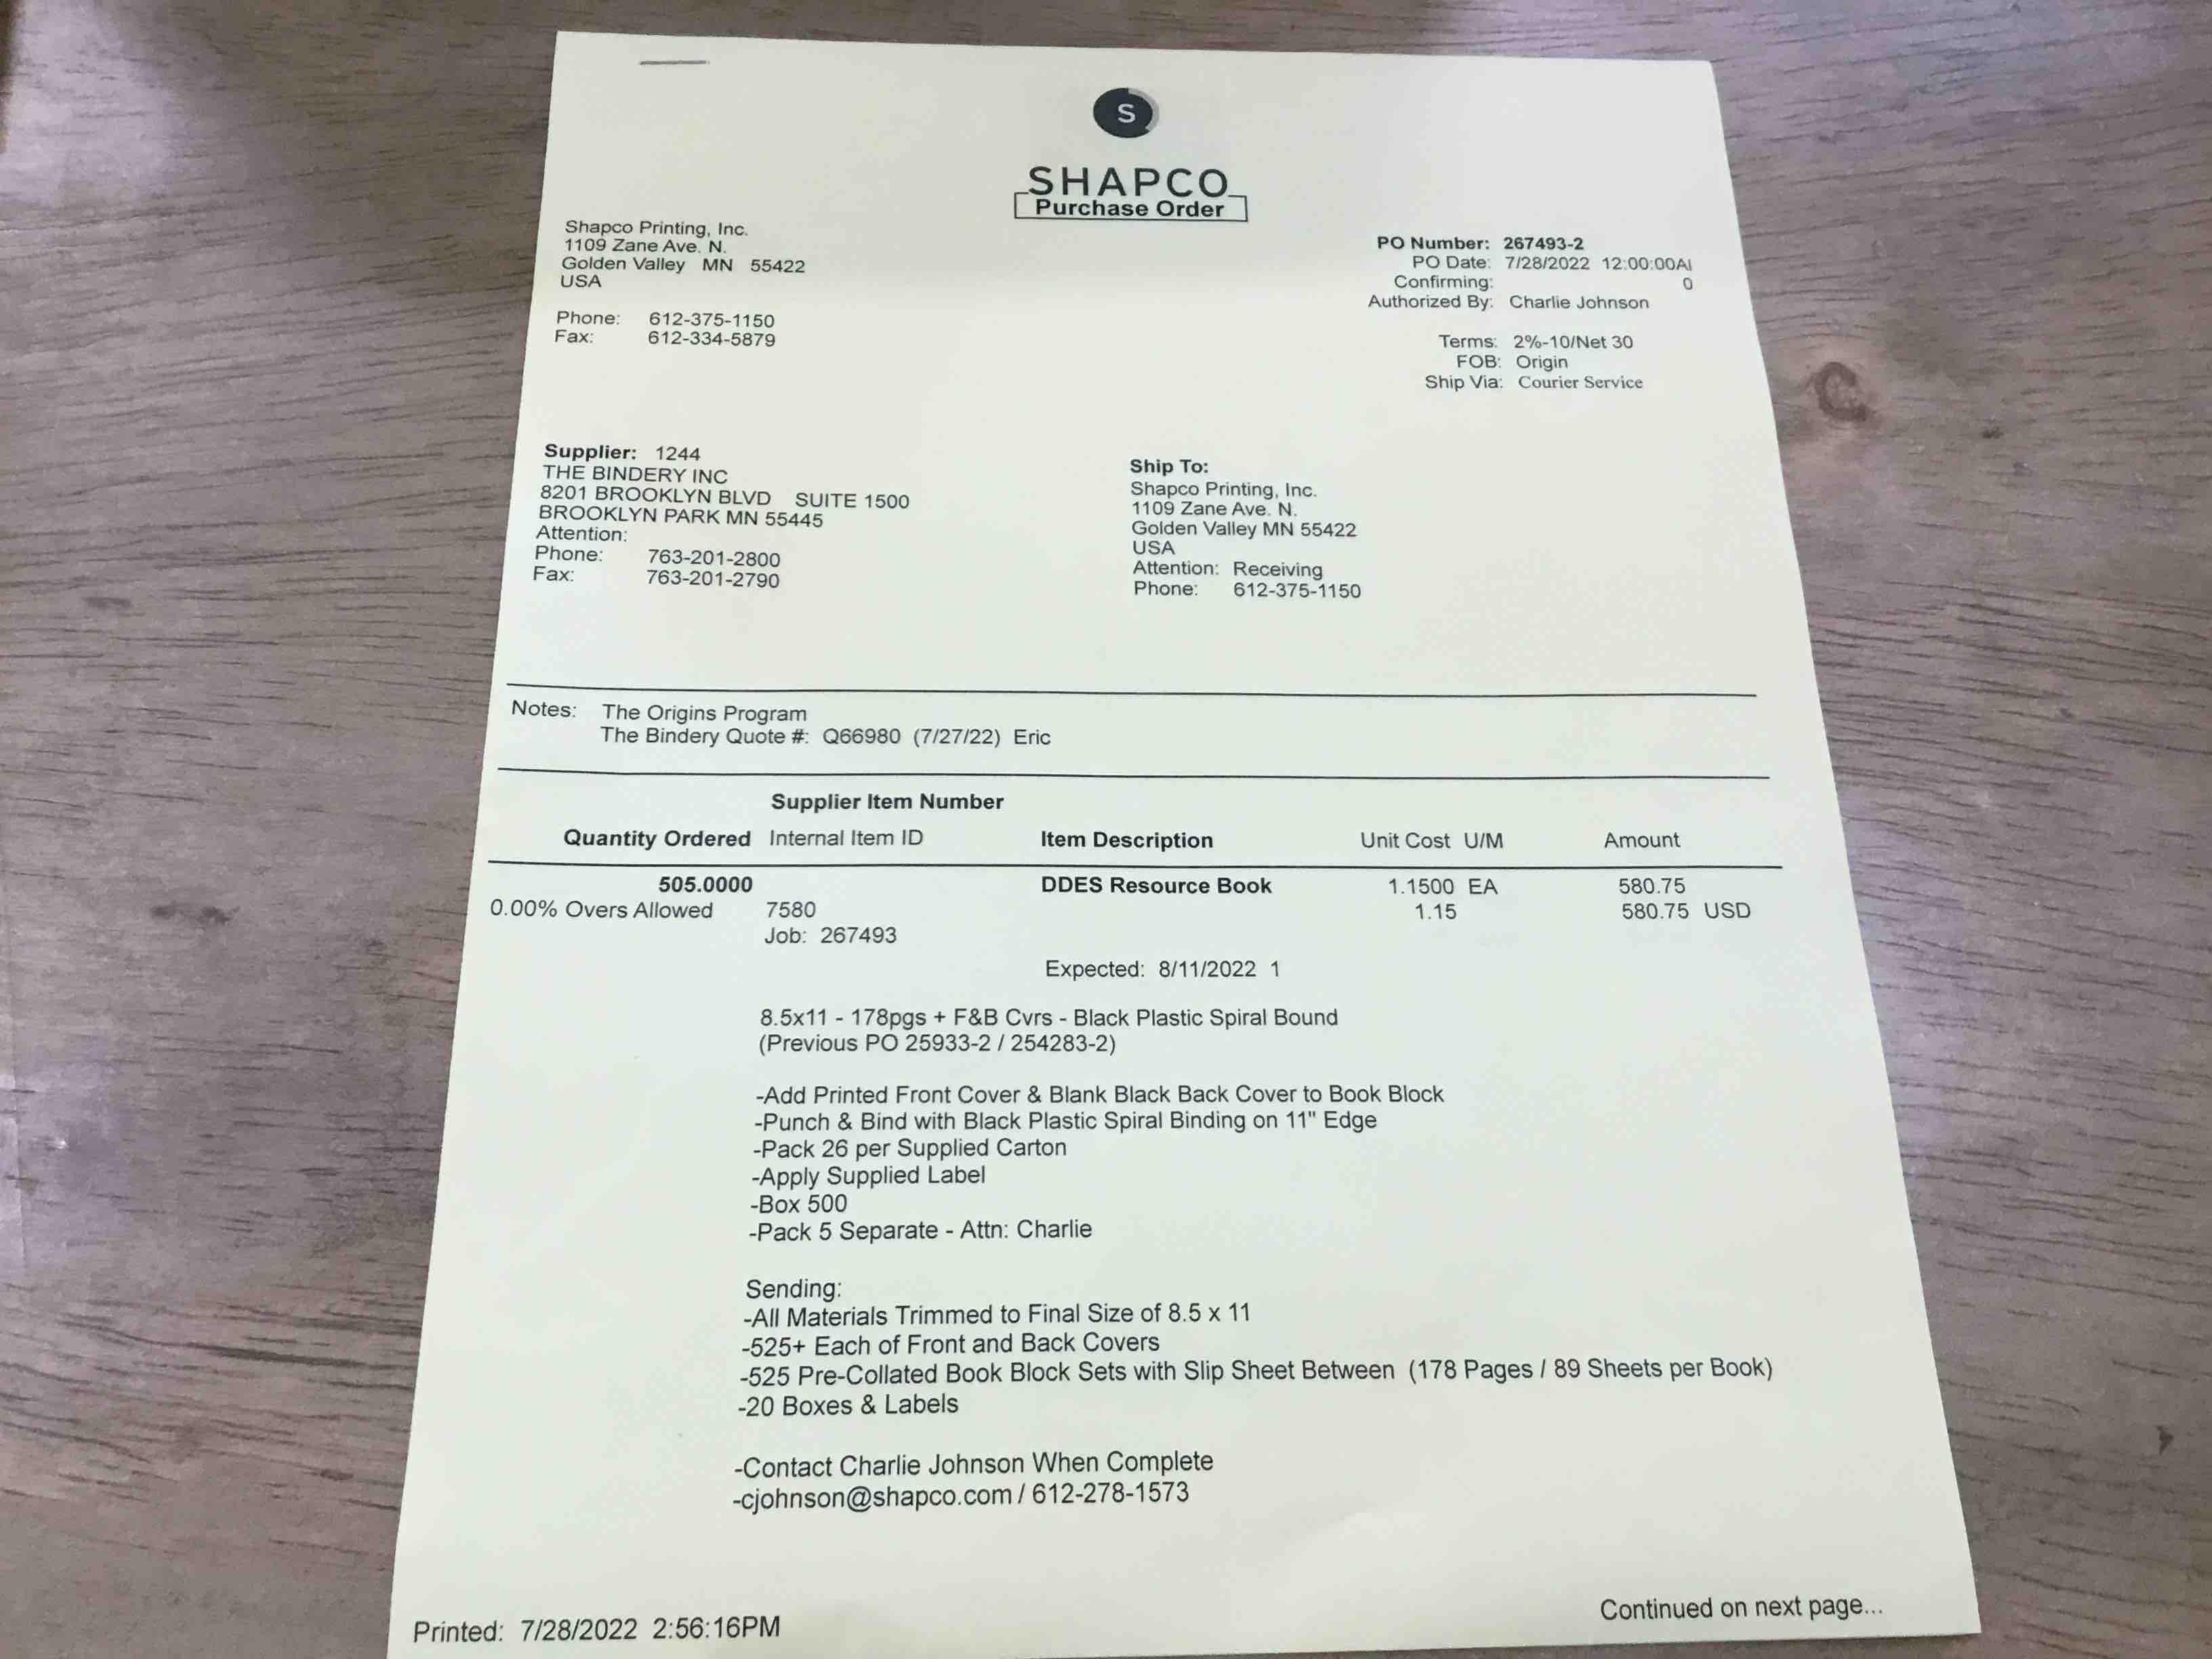 S
SHAPCO
Purchase Order
Shapco Printing, Inc.
1109 Zane Ave. N.
Golden Valley MN 55422
USA
Phone: 612-375-1150
Fax: 612-334-5879
PO Number: 267493-2
PO Date: 7/28/2022 12:00:00AM
Confirming: 0
Authorized By: Charlie Johnson
Terms: 2%-10/Net 30
FOB: Origin
Ship Via: Courier Service
Supplier: 1244
THE BINDERY INC
8201 BROOKLYN BLVD SUITE 1500
BROOKLYN PARK MN 55445
Attention:
Phone: 763-201-2800
Fax: 763-201-2790
Ship To:
Shapco Printing, Inc.
1109 Zane Ave. N.
Golden Valley MN 55422
USA
Attention: Receiving
Phone: 612-375-1150
Notes: The Origins Program
The Bindery Quote #: Q66980 (7/27/22) Eric
Supplier Item Number
Quantity Ordered Internal Item ID Item Description Unit Cost U/M Amount
505.0000 DDES Resource Book 1.1500 EA 580.75
0.00% Overs Allowed 7580 1.15 580.75 USD
Job: 267493
Expected: 8/11/2022 1
8.5x11 - 178pgs + F&B Cvrs - Black Plastic Spiral Bound
(Previous PO 25933-2 / 254283-2)
-Add Printed Front Cover & Blank Black Back Cover to Book Block
-Punch & Bind with Black Plastic Spiral Binding on 11" Edge
-Pack 26 per Supplied Carton
-Apply Supplied Label
-Box 500
-Pack 5 Separate - Attn: Charlie
Sending:
-All Materials Trimmed to Final Size of 8.5 x 11
-525+ Each of Front and Back Covers
-525 Pre-Collated Book Block Sets with Slip Sheet Between (178 Pages / 89 Sheets per Book)
-20 Boxes & Labels
-Contact Charlie Johnson When Complete
-cjohnson@shapco.com / 612-278-1573
Continued on next page...
Printed: 7/28/2022 2:56:16PM